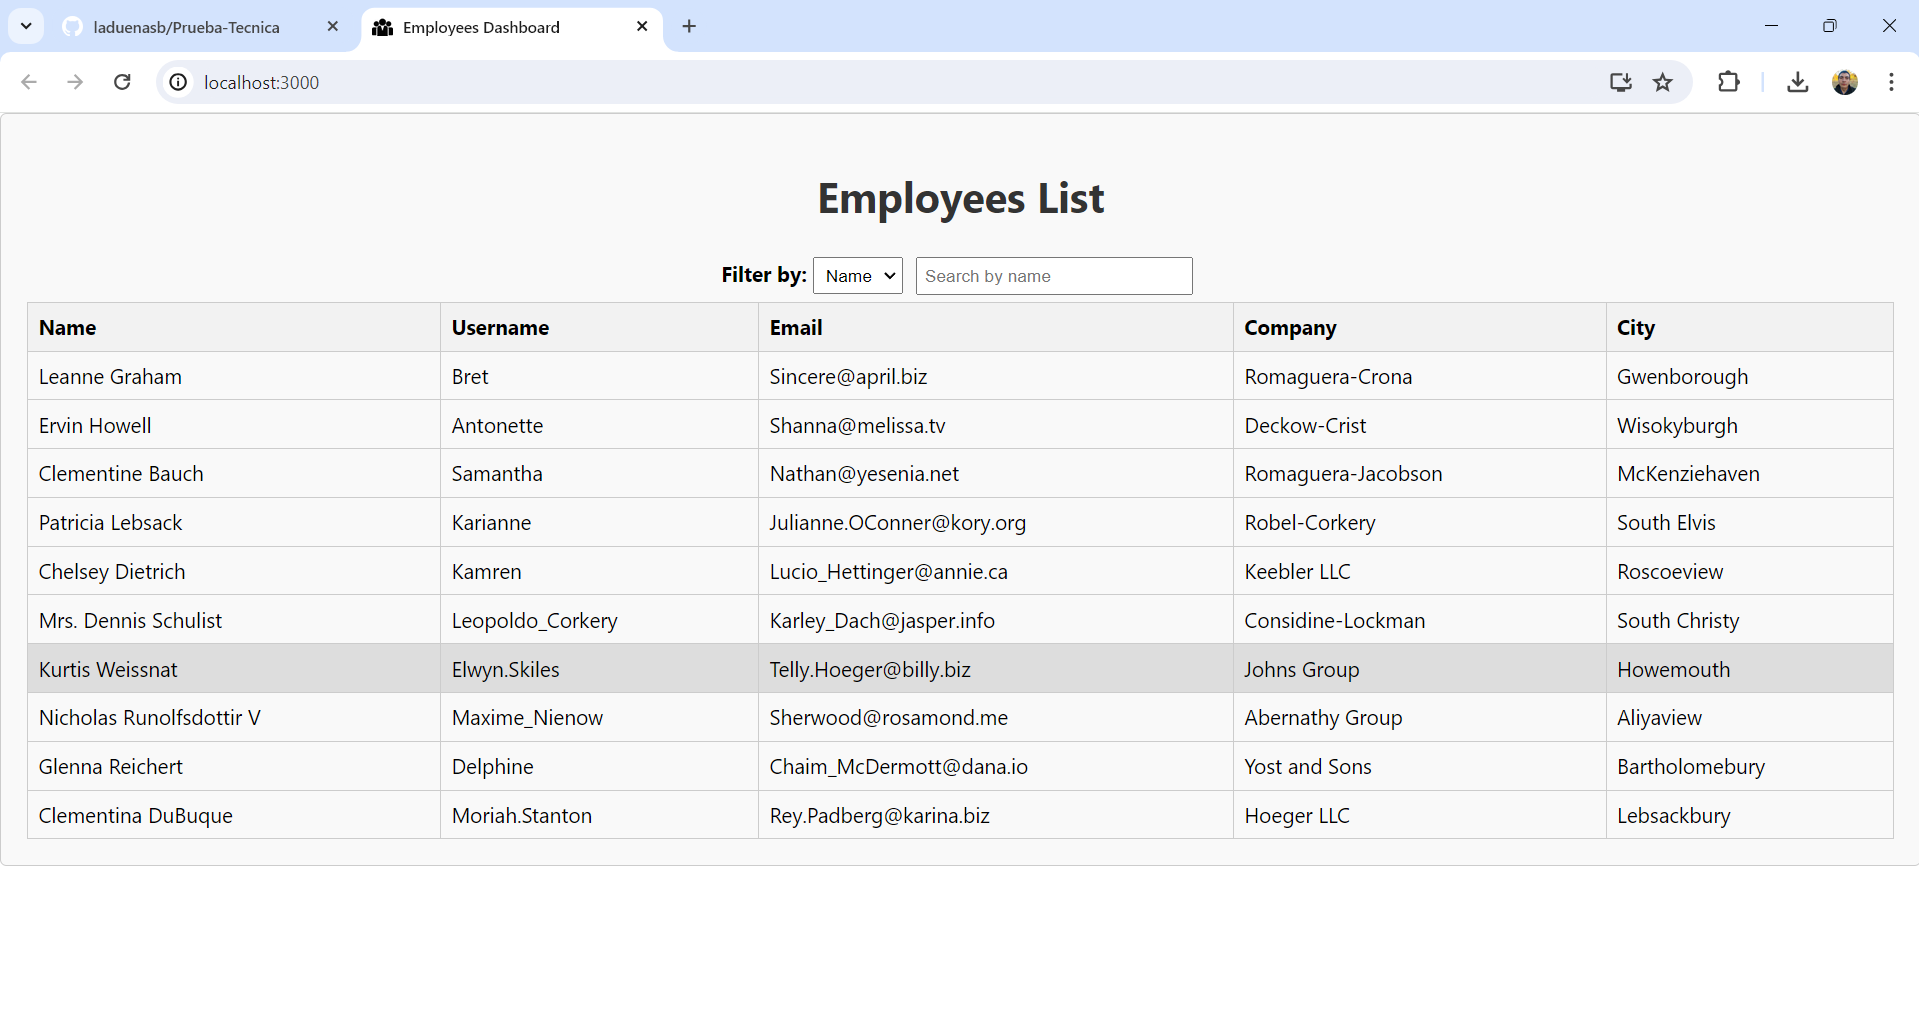 laduenasb/Prueba-Tecnica
Employees Dashboard
localhost:3000
Employees List
Filter by: Name Search by name
Name Username Email Company City
Leanne Graham Bret Sincere@april.biz Romaguera-Crona Gwenborough
Ervin Howell Antonette Shanna@melissa.tv Deckow-Crist Wisokyburgh
Clementine Bauch Samantha Nathan@yesenia.net Romaguera-Jacobson McKenziehaven
Patricia Lebsack Karianne Julianne.OConner@kory.org Robel-Corkery South Elvis
Chelsey Dietrich Kamren Lucio_Hettinger@annie.ca Keebler LLC Roscoeview
Mrs. Dennis Schulist Leopoldo_Corkery Karley_Dach@jasper.info Considine-Lockman South Christy
Kurtis Weissnat Elwyn.Skiles Telly.Hoeger@billy.biz Johns Group Howemouth
Nicholas Runolfsdottir V Maxime_Nienow Sherwood@rosamond.me Abernathy Group Aliyaview
Glenna Reichert Delphine Chaim_McDermott@dana.io Yost and Sons Bartholomebury
Clementina DuBuque Moriah.Stanton Rey.Padberg@karina.biz Hoeger LLC Lebsackbury